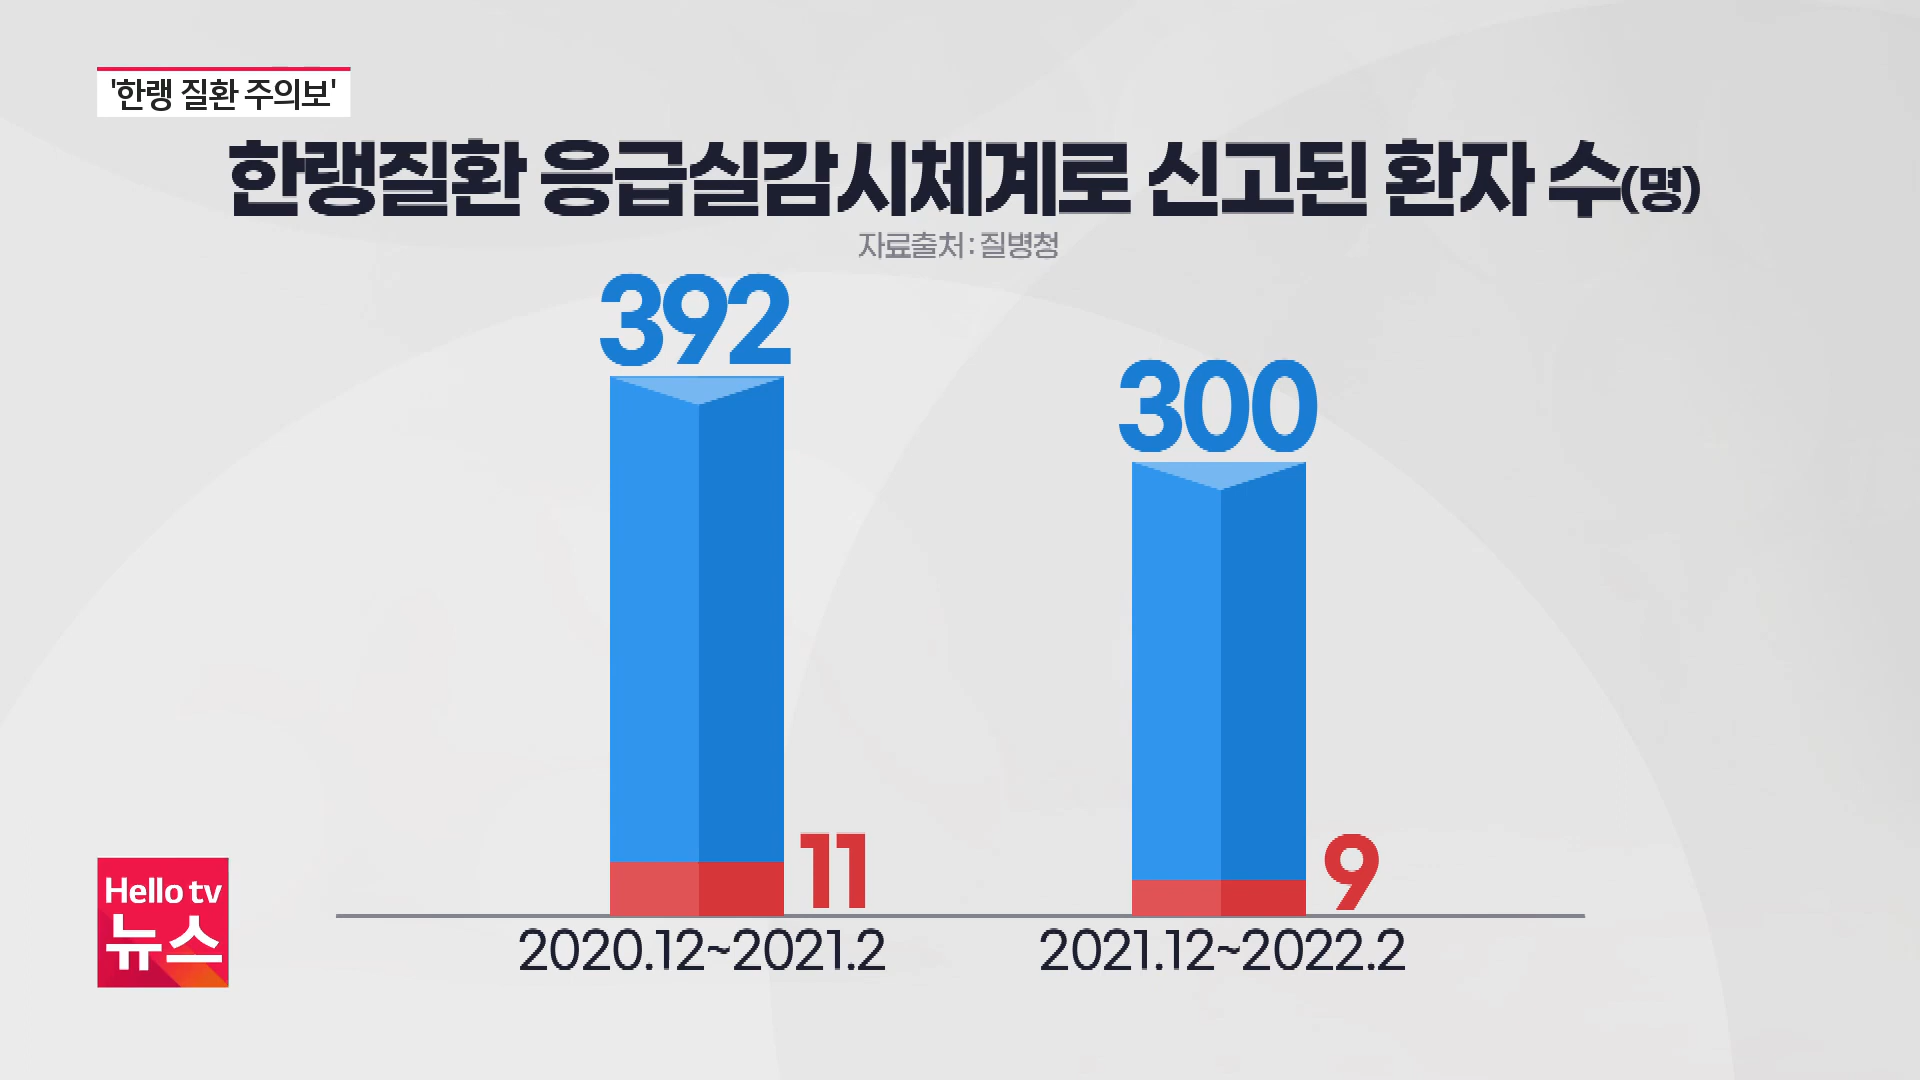 '한랭 질환 주의보'
한랭질환 응급실감시체계로 신고된 환자 수(명)
자료출처 : 질병청
392
300
11
9
2020.12~2021.2
2021.12~2022.2
Hello tv
뉴스